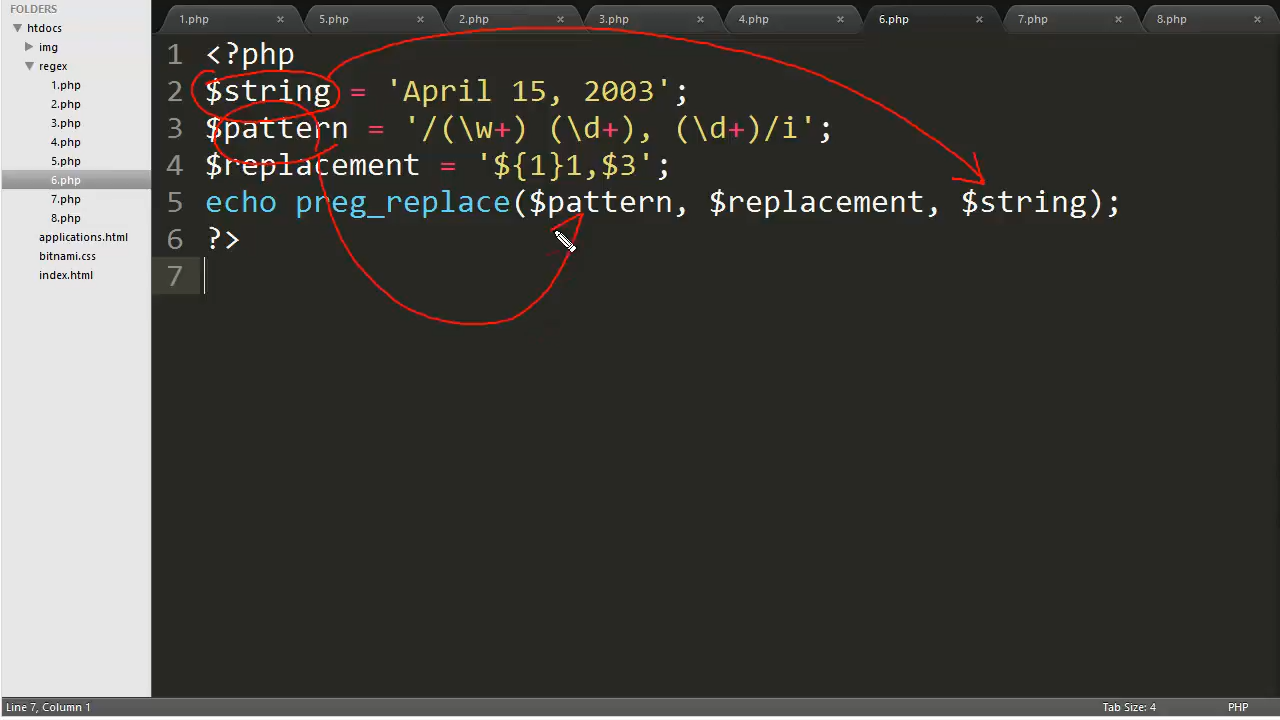 FOLDERS
htdocs
img
regex
1.php
2.php
3.php
4.php
5.php
6.php
7.php
8.php
applications.html
bitnami.css
index.html
1.php 5.php 2.php 3.php 4.php 6.php 7.php 8.php
1 <?php
2 $string = 'April 15, 2003';
3 $pattern = '/(\w+) (\d+), (\d+)/i';
4 $replacement = '${1}1,$3';
5 echo preg_replace($pattern, $replacement, $string);
6 ?>
7
Line 7, Column 1 Tab Size: 4 PHP